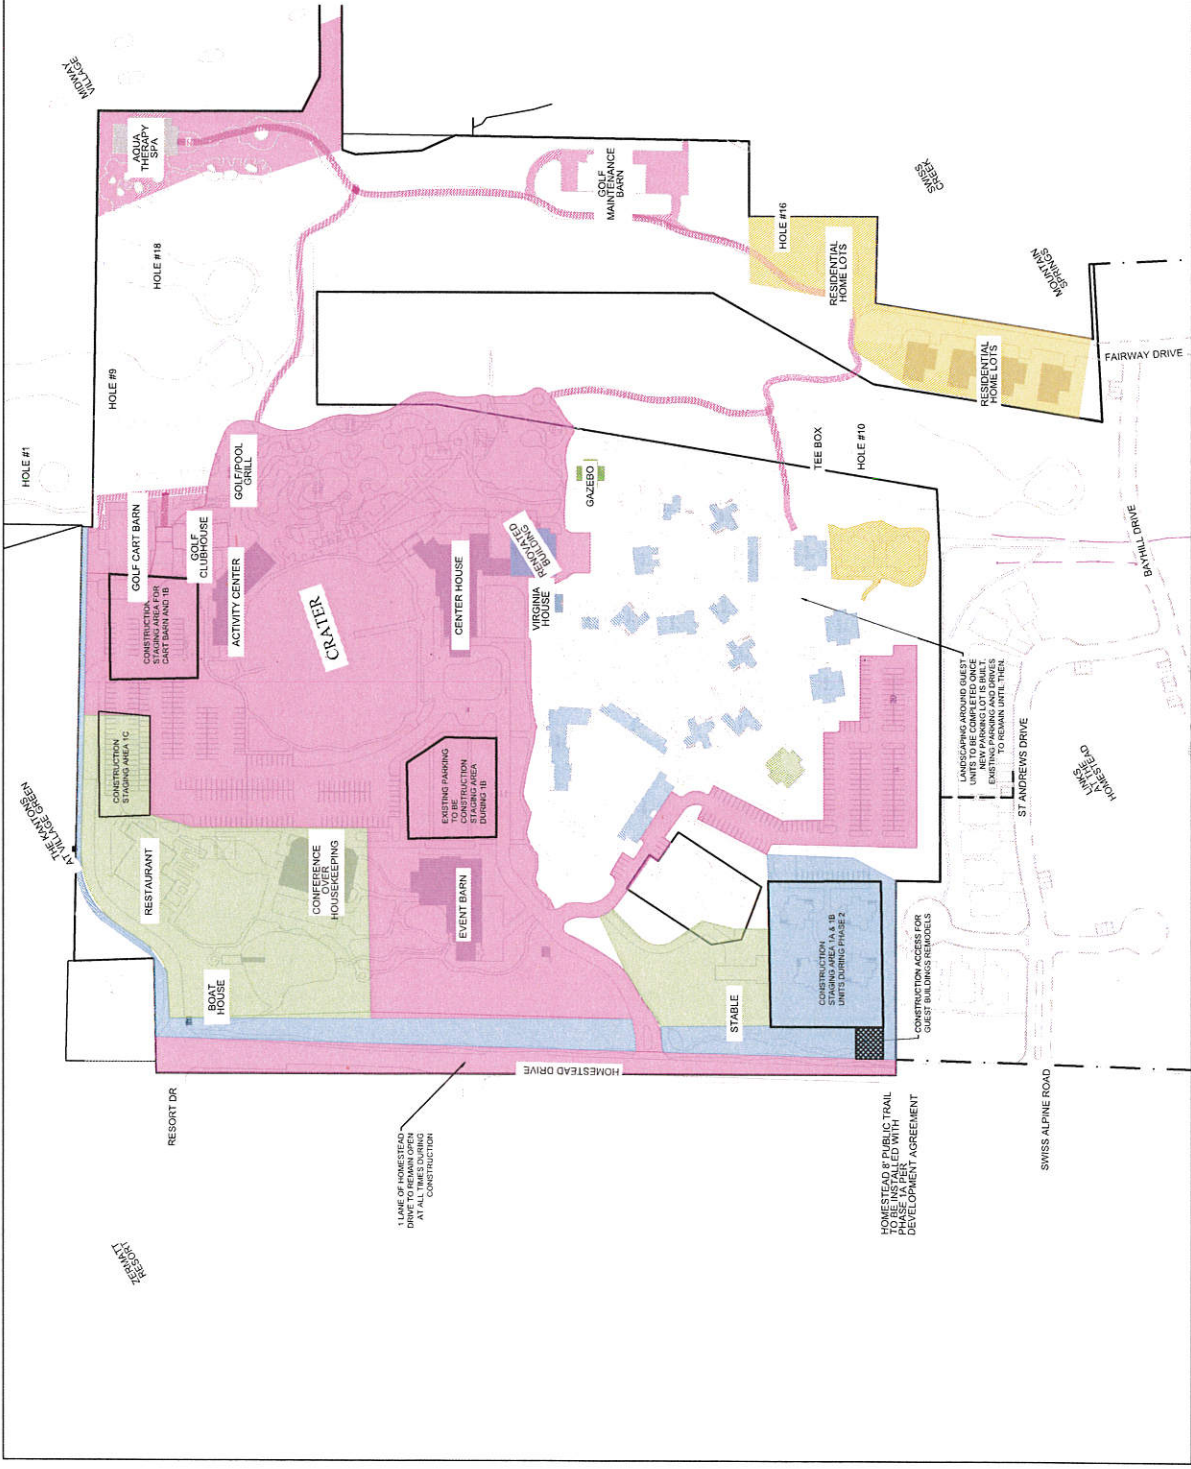 MIDWAY
VILLAGE
AQUA
THERAPY
SPA
HOLE #18
HOLE #9
HOLE #1
GOLF
MAINTENANCE
BARN
SWISS
CREEK
HOLE #16
RESIDENTIAL
HOME LOTS
MOUNTAIN
SPRINGS
RESIDENTIAL
HOME LOTS
FAIRWAY DRIVE
TEE BOX
HOLE #10
BAYHILL DRIVE
GOLF/POOL
GRILL
GOLF CART BARN
GOLF
CLUBHOUSE
ACTIVITY CENTER
CONSTRUCTION
STAGING AREA FOR
CART BARN AND 1B
CRATER
CENTER HOUSE
RENOVATED
BUILDING
VIRGINIA
HOUSE
GAZEBO
THE KANTONS
AT VILLAGE GREEN
CONSTRUCTION
STAGING AREA 1C
RESTAURANT
CONFERENCE
OVER
HOUSEKEEPING
EXISTING PARKING
TO BE
CONSTRUCTION
STAGING AREA
DURING 1B
EVENT BARN
BOAT
HOUSE
STABLE
CONSTRUCTION
STAGING AREA 1A & 1B
UNITS DURING PHASE 2
LANDSCAPING AROUND GUEST
UNITS TO BE COMPLETED ONCE
NEW PARKING LOT IS BUILT.
EXISTING PARKING AND DRIVES
TO REMAIN UNTIL THEN.
ST ANDREWS DRIVE
LINKS
AT THE
HOMESTEAD
CONSTRUCTION ACCESS FOR
GUEST BUILDINGS REMODELS
HOMESTEAD DRIVE
RESORT DR
1 LANE OF HOMESTEAD
DRIVE TO REMAIN OPEN
AT ALL TIMES DURING
CONSTRUCTION
HOMESTEAD 8' PUBLIC TRAIL
TO BE INSTALLED WITH
PHASE 1A PER
DEVELOPMENT AGREEMENT
SWISS ALPINE ROAD
ZERMATT
RESORT